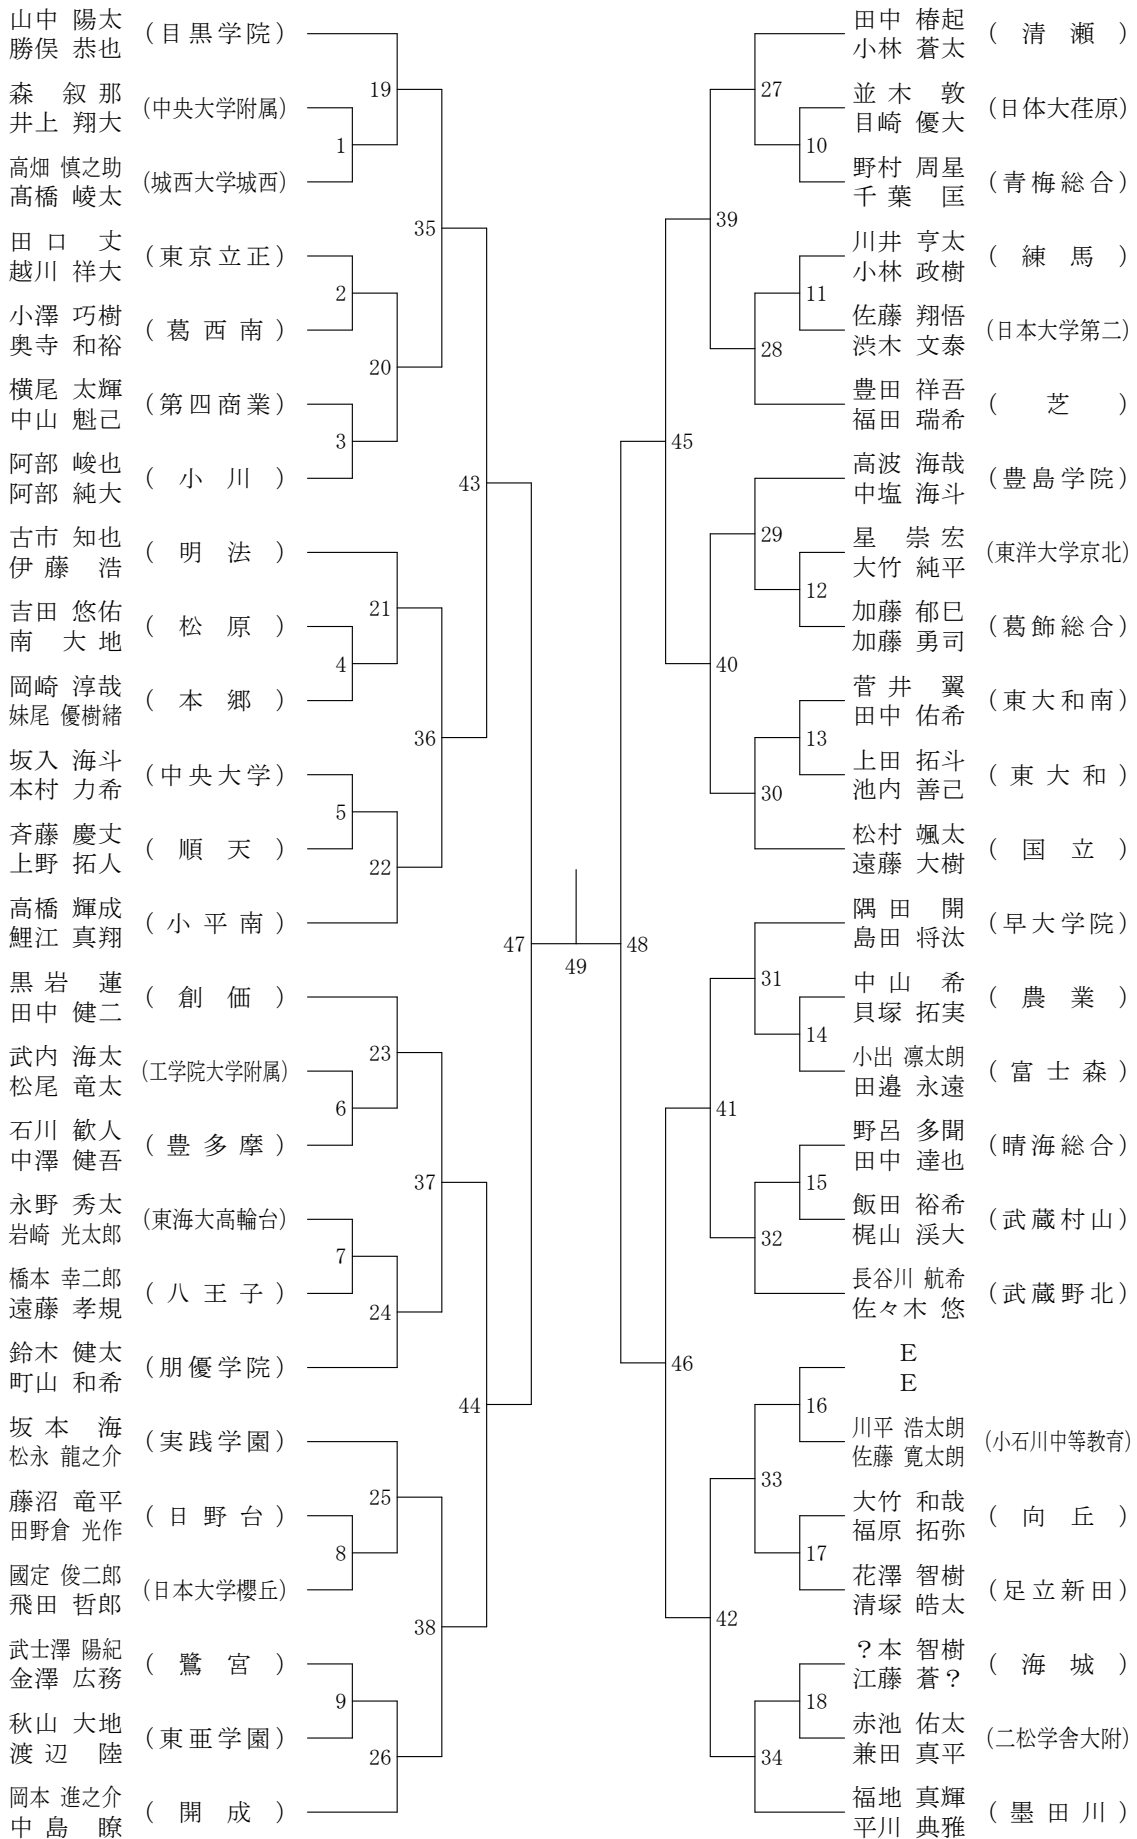 山中 陽太
勝俣 恭也
(目黒学院)
森 叙那
井上 翔大
(中央大学附属)
高畑 慎之助
髙橋 崚太
(城西大学城西)
田口 丈
越川 祥大
(東京立正)
小澤 巧樹
奥寺 和裕
(葛西南)
横尾 太輝
中山 魁己
(第四商業)
阿部 峻也
阿部 純大
(小川)
古市 知也
伊藤 浩
(明法)
吉田 悠佑
南 大地
(松原)
岡崎 淳哉
妹尾 優樹緒
(本郷)
坂入 海斗
本村 力希
(中央大学)
斉藤 慶丈
上野 拓人
(順天)
高橋 輝成
鯉江 真翔
(小平南)
黒岩 蓮
田中 健二
(創価)
武内 海太
松尾 竜太
(工学院大学附属)
石川 歓人
中澤 健吾
(豊多摩)
永野 秀太
岩崎 光太郎
(東海大高輪台)
橋本 幸二郎
遠藤 孝規
(八王子)
鈴木 健太
町山 和希
(朋優学院)
坂本 海
松永 龍之介
(実践学園)
藤沼 竜平
田野倉 光作
(日野台)
國定 俊二郎
飛田 哲郎
(日本大学櫻丘)
武士澤 陽紀
金澤 広務
(鷺宮)
秋山 大地
渡辺 陸
(東亜学園)
岡本 進之介
中島 瞭
(開成)
1
2
3
4
5
6
7
8
9
19
20
21
22
23
24
25
26
35
36
37
38
43
44
47
49
48
45
46
39
40
41
42
27
28
29
30
31
32
33
34
10
11
12
13
14
15
16
17
18
田中 椿起
小林 蒼太
(清瀬)
並木 敦
目崎 優大
(日体大荏原)
野村 周星
千葉 匡
(青梅総合)
川井 亨太
小林 政樹
(練馬)
佐藤 翔悟
渋木 文泰
(日本大学第二)
豊田 祥吾
福田 瑞希
(芝)
高波 海哉
中塩 海斗
(豊島学院)
星 崇宏
大竹 純平
(東洋大学京北)
加藤 郁巳
加藤 勇司
(葛飾総合)
菅井 翼
田中 佑希
(東大和南)
上田 拓斗
池内 善己
(東大和)
松村 颯太
遠藤 大樹
(国立)
隅田 開
島田 将汰
(早大学院)
中山 希
貝塚 拓実
(農業)
小出 凛太朗
田邉 永遠
(富士森)
野呂 多聞
田中 達也
(晴海総合)
飯田 裕希
梶山 渓大
(武蔵村山)
長谷川 航希
佐々木 悠
(武蔵野北)
E
E
川平 浩太朗
佐藤 寛太朗
(小石川中等教育)
大竹 和哉
福原 拓弥
(向丘)
花澤 智樹
清塚 皓太
(足立新田)
?本 智樹
江藤 蒼?
(海城)
赤池 佑太
兼田 真平
(二松学舎大附)
福地 真輝
平川 典雅
(墨田川)